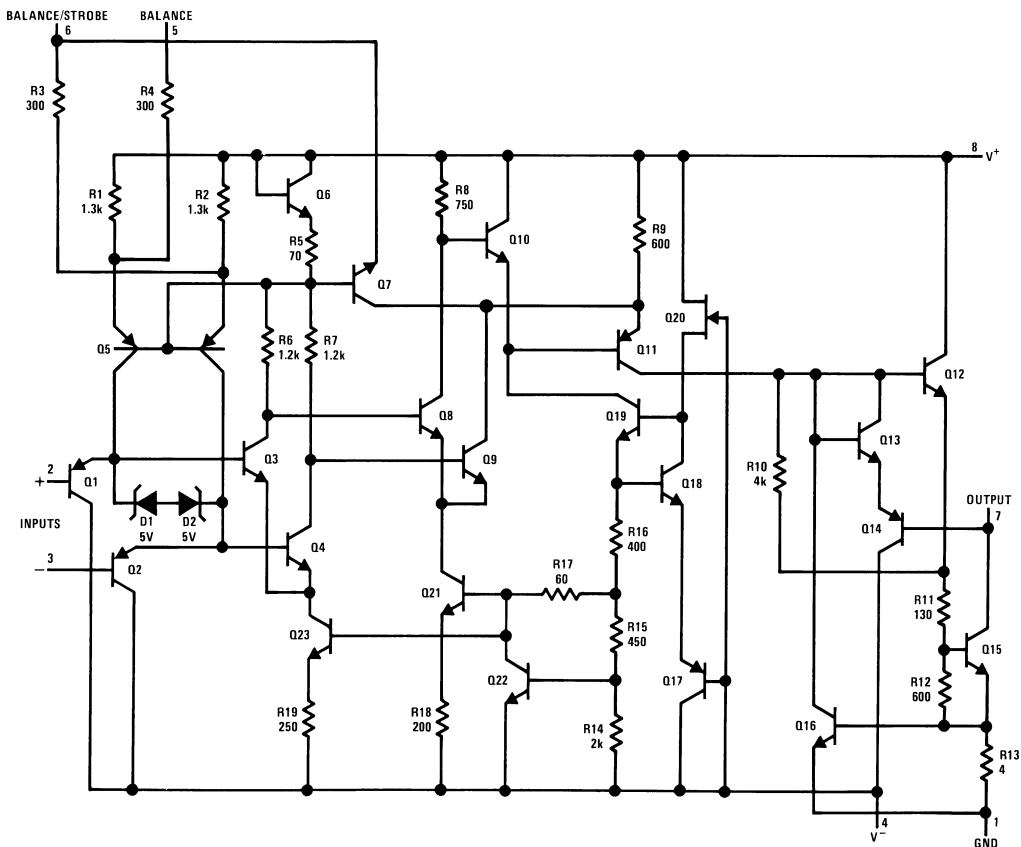 BALANCE/STROBE
6
BALANCE
5
R3
300
R4
300
8
V+
R1
1.3k
R2
1.3k
Q6
R8
750
R5
70
Q10
R9
600
Q7
Q20
Q5
R6
1.2k
R7
1.2k
Q11
Q12
Q8
Q19
Q3
Q9
Q13
2
+
Q1
Q18
R10
4k
OUTPUT
7
INPUTS
D1
5V
D2
5V
Q14
3
−
Q2
Q4
R16
400
R17
60
Q21
R11
130
Q23
R15
450
Q15
Q22
Q17
R12
600
R19
250
R18
200
R14
2k
Q16
R13
4
4
V−
1
GND